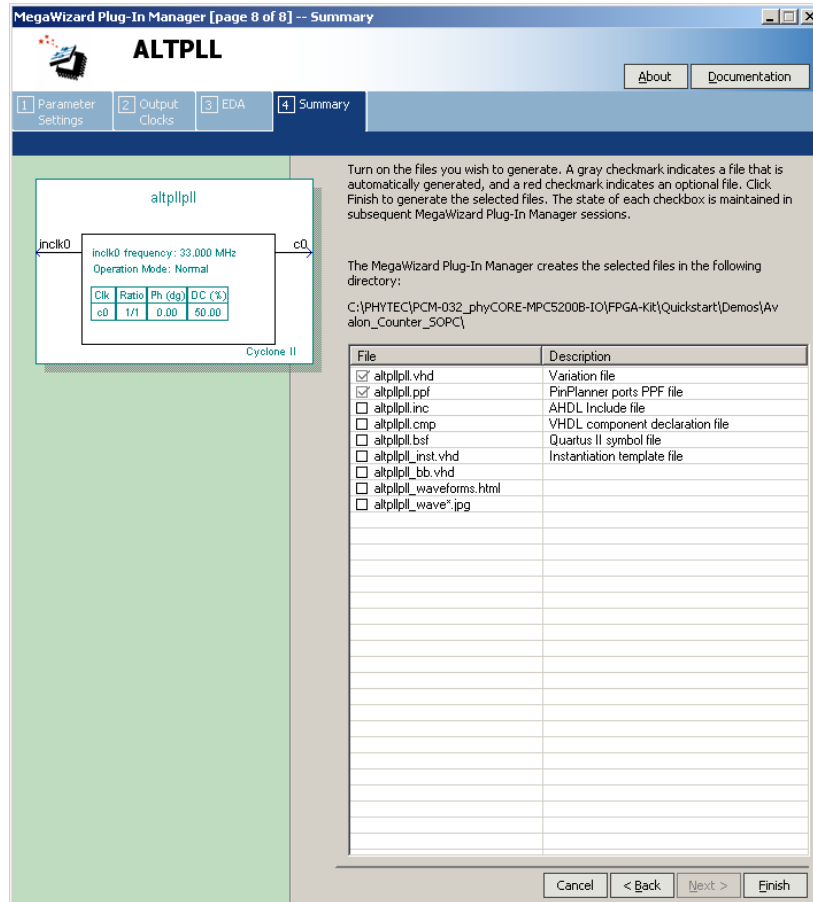 MegaWizard Plug-In Manager [page 8 of 8] -- Summary
ALTPLL
About
Documentation
1 Parameter Settings
2 Output Clocks
3 EDA
4 Summary
altpllpll
inclk0
c0
inclk0 frequency: 33.000 MHz
Operation Mode: Normal
Clk Ratio Ph (dg) DC (%)
c0 1/1 0.00 50.00
Cyclone II
Turn on the files you wish to generate. A gray checkmark indicates a file that is
automatically generated, and a red checkmark indicates an optional file. Click
Finish to generate the selected files. The state of each checkbox is maintained in
subsequent MegaWizard Plug-In Manager sessions.
The MegaWizard Plug-In Manager creates the selected files in the following
directory:
C:\PHYTEC\PCM-032_phyCORE-MPC5200B-IO\FPGA-Kit\Quickstart\Demos\Av
alon_Counter_SOPC\
File Description
altpllpll.vhd Variation file
altpllpll.ppf PinPlanner ports PPF file
altpllpll.inc AHDL Include file
altpllpll.cmp VHDL component declaration file
altpllpll.bsf Quartus II symbol file
altpllpll_inst.vhd Instantiation template file
altpllpll_bb.vhd
altpllpll_waveforms.html
altpllpll_wave*.jpg
Cancel
< Back
Next >
Finish